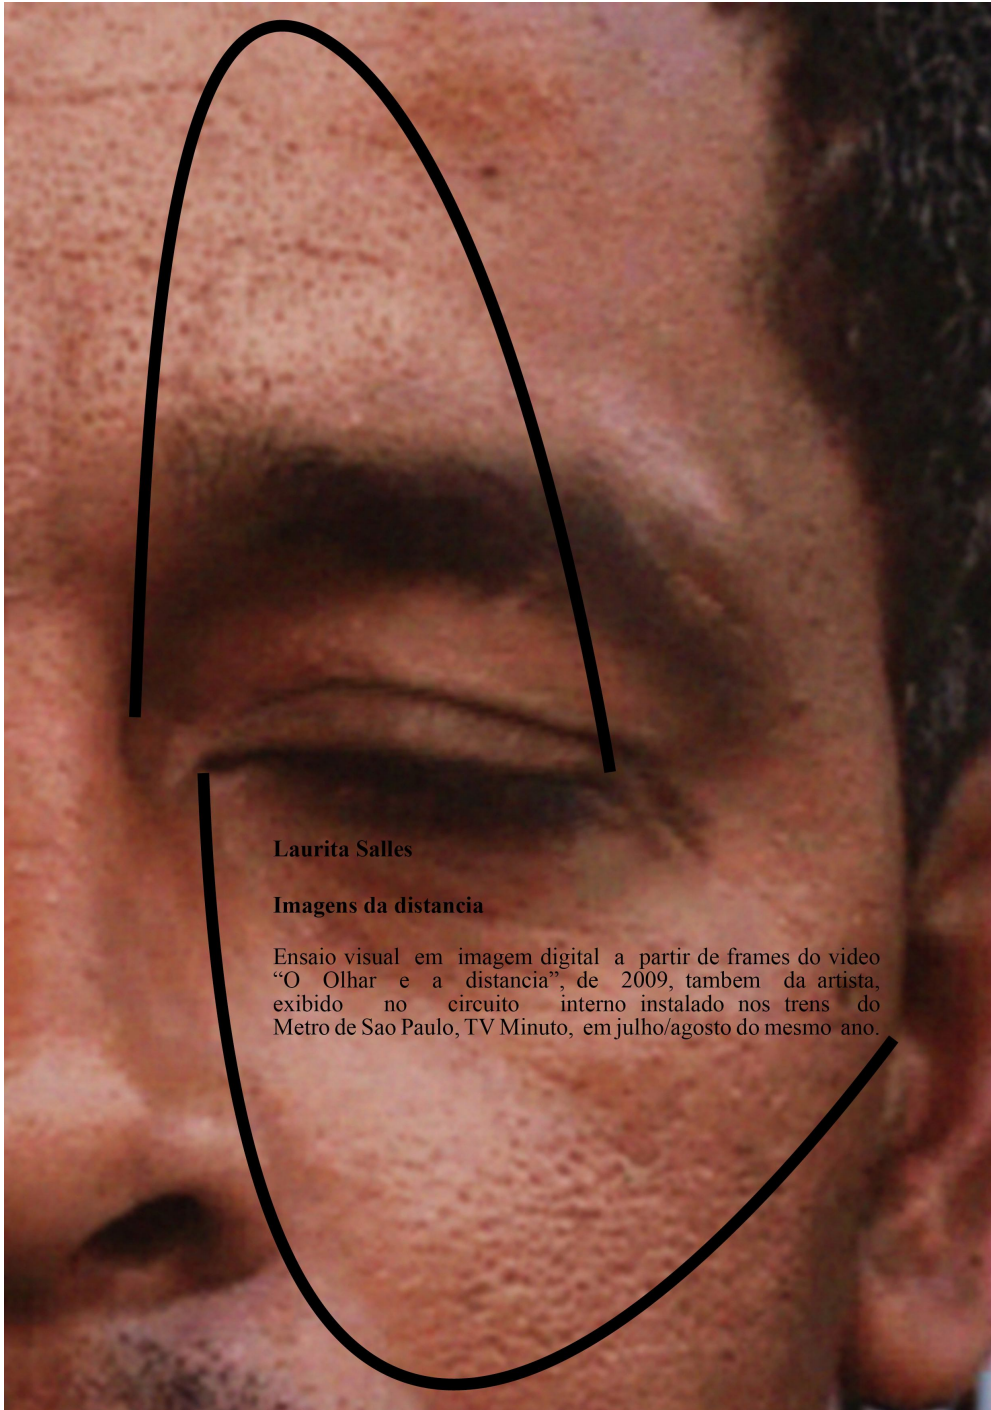 Laurita Salles
Imagens da distancia
Ensaio visual em imagem digital a partir de frames do video
“O Olhar e a distancia”, de 2009, tambem da artista,
exibido no circuito interno instalado nos trens do
Metro de Sao Paulo, TV Minuto, em julho/agosto do mesmo ano.